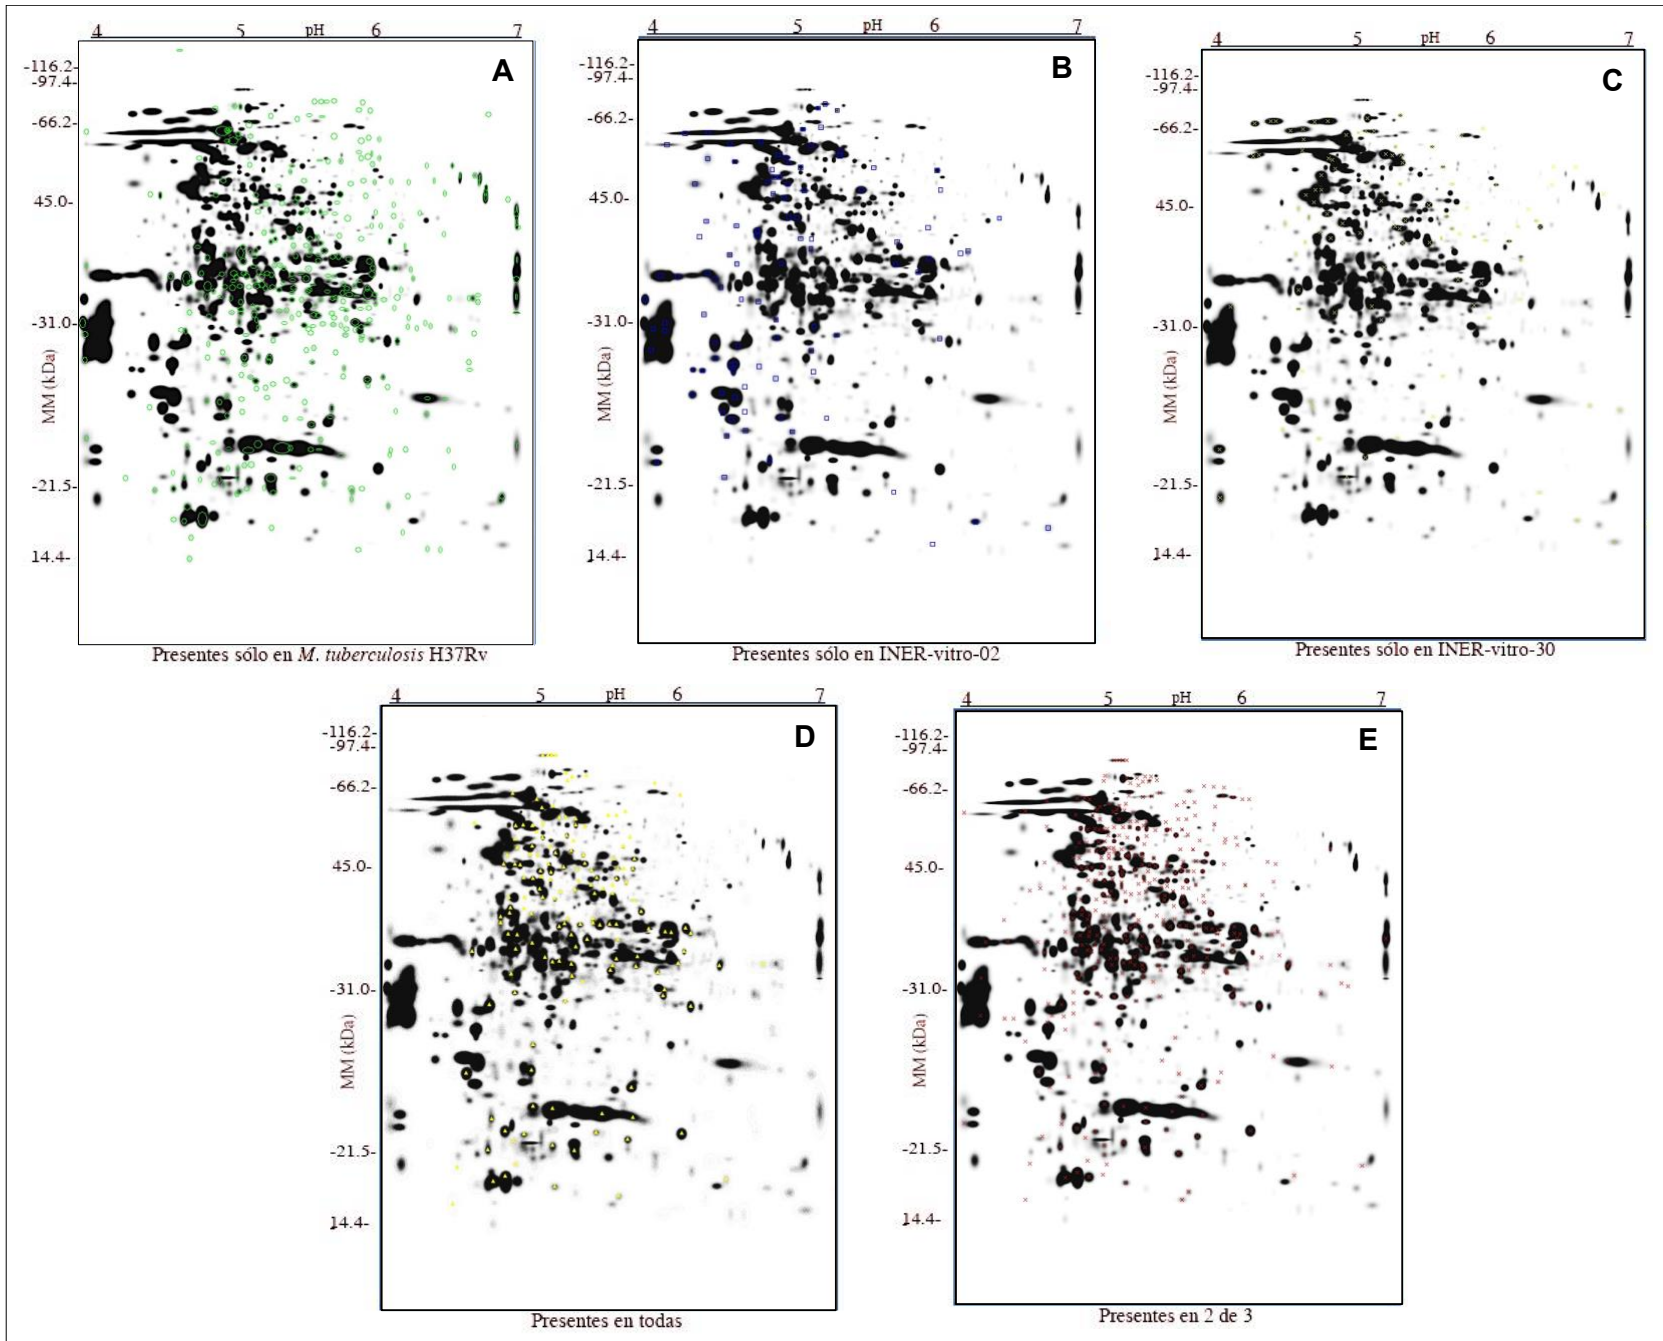 4 5 pH 6 7
A
-116.2-
-97.4-
-66.2-
45.0-
-31.0-
-21.5-
14.4-
MM (kDa)
Presentes sólo en M. tuberculosis H37Rv
4 5 pH 6 7
B
-116.2-
-97.4-
-66.2-
45.0-
-31.0-
-21.5-
14.4-
MM (kDa)
Presentes sólo en INER-vitro-02
4 5 pH 6 7
C
-116.2-
-97.4-
-66.2-
45.0-
-31.0-
-21.5-
14.4-
MM (kDa)
Presentes sólo en INER-vitro-30
4 5 pH 6 7
D
-116.2-
-97.4-
-66.2-
45.0-
-31.0-
-21.5-
14.4-
MM (kDa)
Presentes en todas
4 5 pH 6 7
E
-116.2-
-97.4-
-66.2-
45.0-
-31.0-
-21.5-
14.4-
MM (kDa)
Presentes en 2 de 3